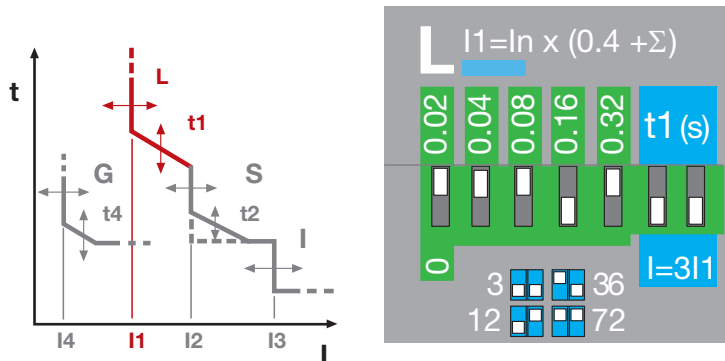 t
L
t1
G
S
t4
t2
I
I4
I1
I2
I3
I
L
I1=In x (0.4 +Σ)
0.02
0.04
0.08
0.16
0.32
t1 (s)
0
I=3I1
3
36
12
72